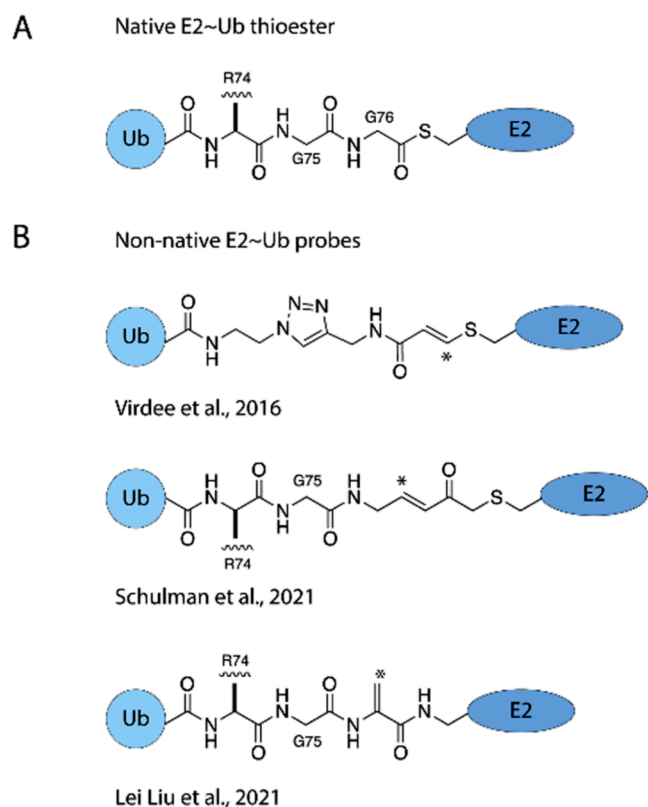 A
Native E2~Ub thioester
R74
O
H
N
O
G76
S
E2
Ub
N
H
O
G75
N
H
O
B
Non-native E2~Ub probes
O
N
N
N
H
N
S
E2
Ub
N
H
O
*
Virdee et al., 2016
H
N
O
G75
H
N
*
O
S
E2
Ub
O
N
H
O
R74
Schulman et al., 2021
R74
O
H
N
O
*
H
N
E2
Ub
N
H
O
G75
N
H
O
Lei Liu et al., 2021